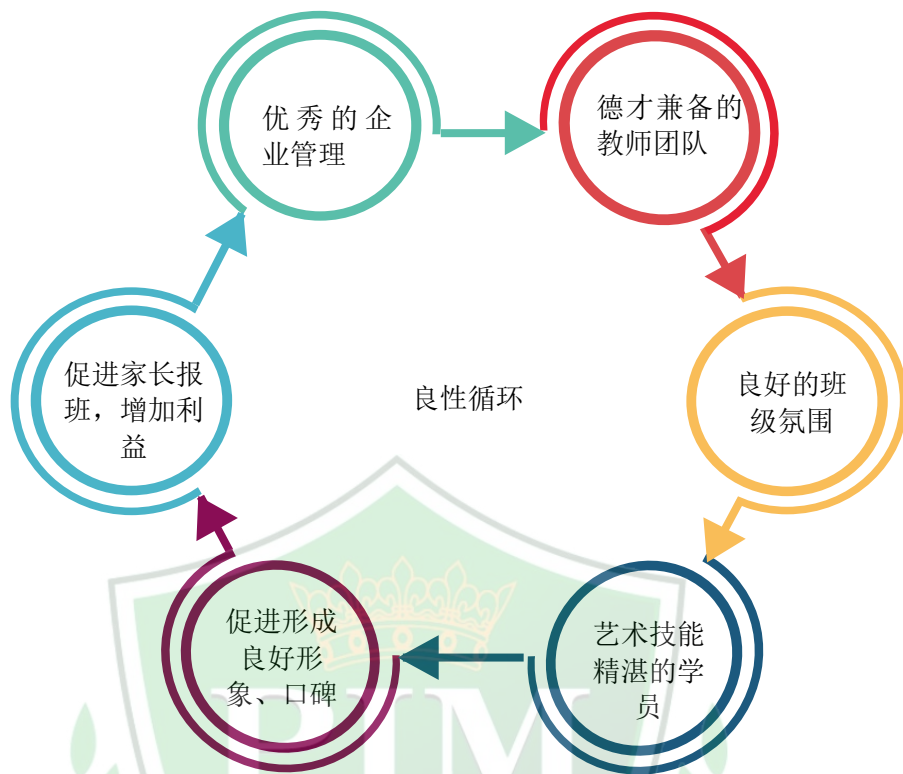 优秀的企
业管理
德才兼备的
教师团队
良好的班
级氛围
艺术技能
精湛的学
员
促进形成
良好形
象、口碑
促进家长报
班，增加利
益
良性循环